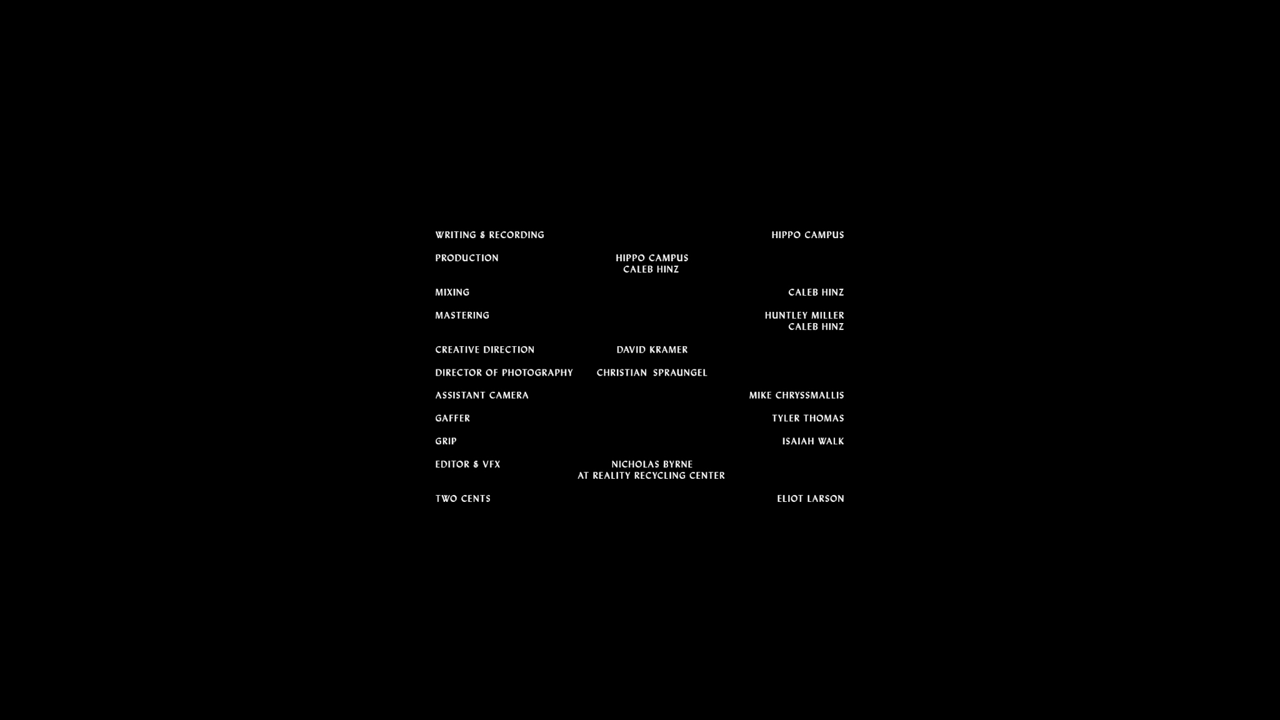 WRITING & RECORDING HIPPO CAMPUS
PRODUCTION HIPPO CAMPUS
CALEB HINZ
MIXING CALEB HINZ
MASTERING HUNTLEY MILLER
CALEB HINZ
CREATIVE DIRECTION DAVID KRAMER
DIRECTOR OF PHOTOGRAPHY CHRISTIAN SPRAUNGEL
ASSISTANT CAMERA MIKE CHRYSSMALLIS
GAFFER TYLER THOMAS
GRIP ISAIAH WALK
EDITOR & VFX NICHOLAS BYRNE
AT REALITY RECYCLING CENTER
TWO CENTS ELIOT LARSON